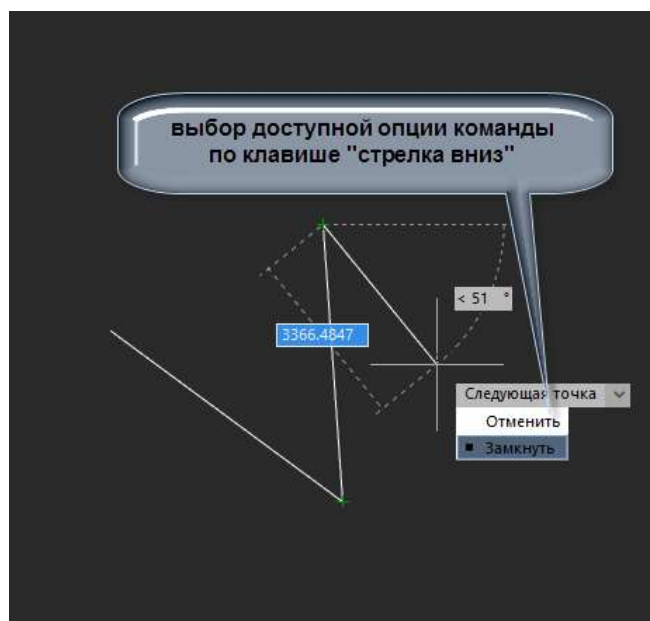 выбор доступной опции команды
по клавише "стрелка вниз"
< 51 °
3366.4847
Следующая точка
Отменить
Замкнуть